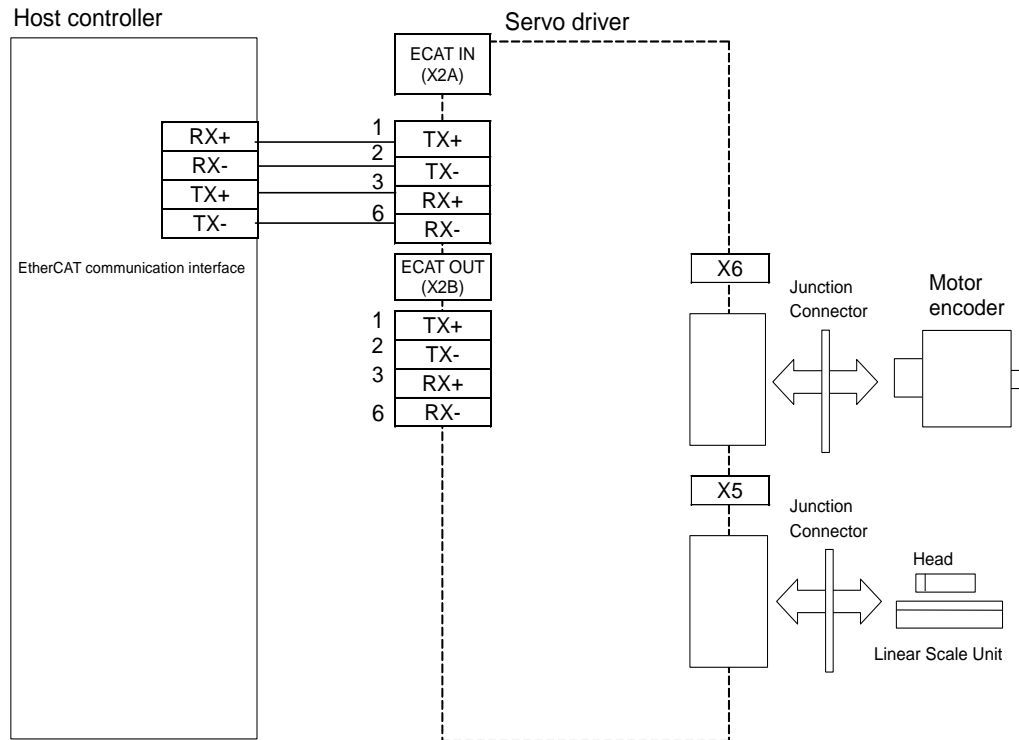 Host controller
Servo driver
ECAT IN
(X2A)
RX+
RX-
TX+
TX-
1
2
3
6
TX+
TX-
RX+
RX-
EtherCAT communication interface
ECAT OUT
(X2B)
1
2
3
6
TX+
TX-
RX+
RX-
X6
Junction
Connector
Motor
encoder
X5
Junction
Connector
Head
Linear Scale Unit